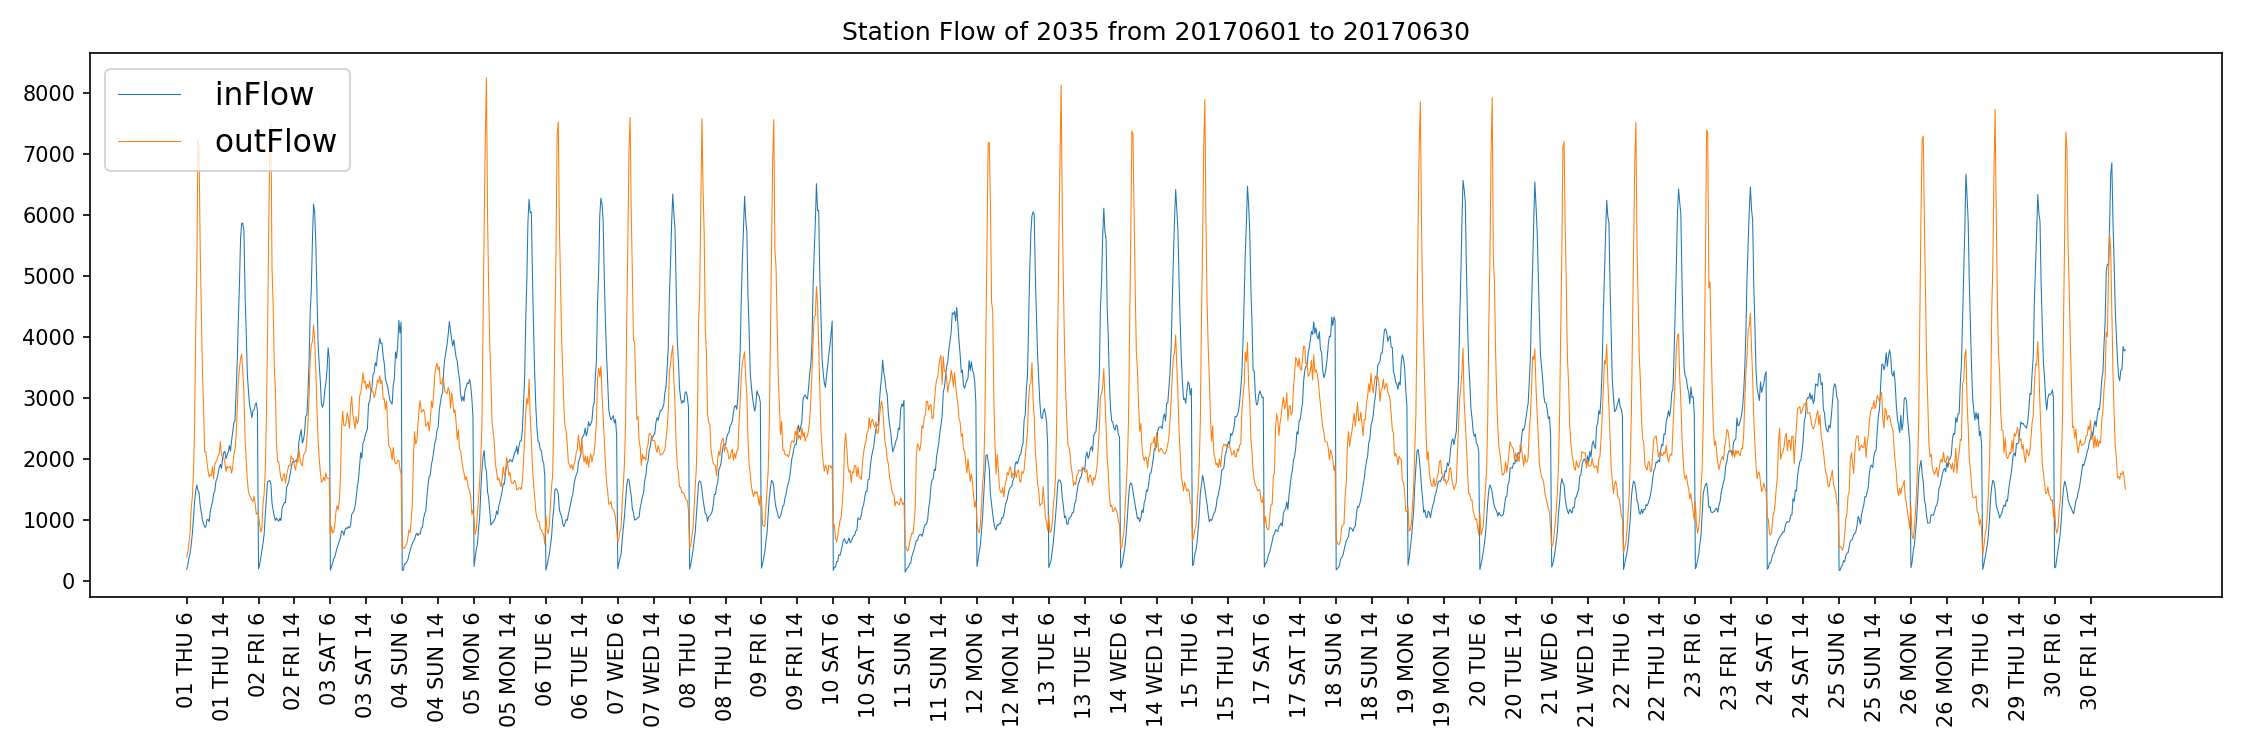 Station Flow of 2035 from 20170601 to 20170630
inFlow
outFlow
8000
7000
6000
5000
4000
3000
2000
1000
0
01 THU 6
01 THU 14
02 FRI 6
02 FRI 14
03 SAT 6
03 SAT 14
04 SUN 6
04 SUN 14
05 MON 6
05 MON 14
06 TUE 6
06 TUE 14
07 WED 6
07 WED 14
08 THU 6
08 THU 14
09 FRI 6
09 FRI 14
10 SAT 6
10 SAT 14
11 SUN 6
11 SUN 14
12 MON 6
12 MON 14
13 TUE 6
13 TUE 14
14 WED 6
14 WED 14
15 THU 6
15 THU 14
17 SAT 6
17 SAT 14
18 SUN 6
18 SUN 14
19 MON 6
19 MON 14
20 TUE 6
20 TUE 14
21 WED 6
21 WED 14
22 THU 6
22 THU 14
23 FRI 6
23 FRI 14
24 SAT 6
24 SAT 14
25 SUN 6
25 SUN 14
26 MON 6
26 MON 14
29 THU 6
29 THU 14
30 FRI 6
30 FRI 14